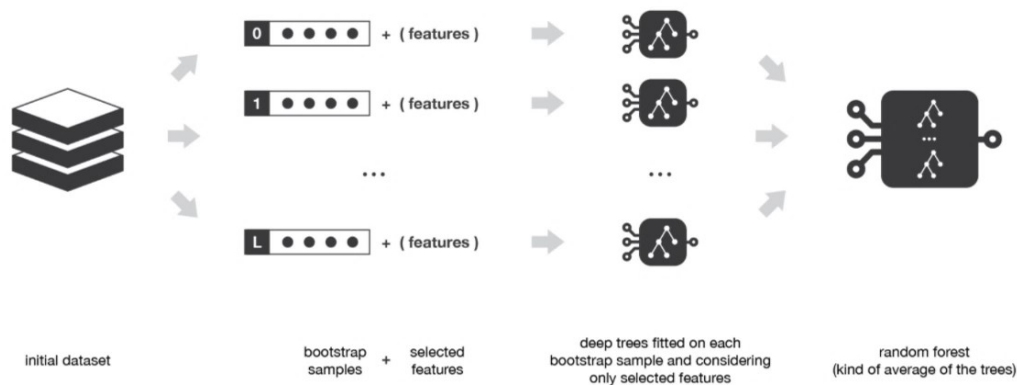 0 + ( features )
1 + ( features )
...
...
L + ( features )
...
initial dataset
bootstrap
samples
+
selected
features
deep trees fitted on each
bootstrap sample and considering
only selected features
random forest
(kind of average of the trees)